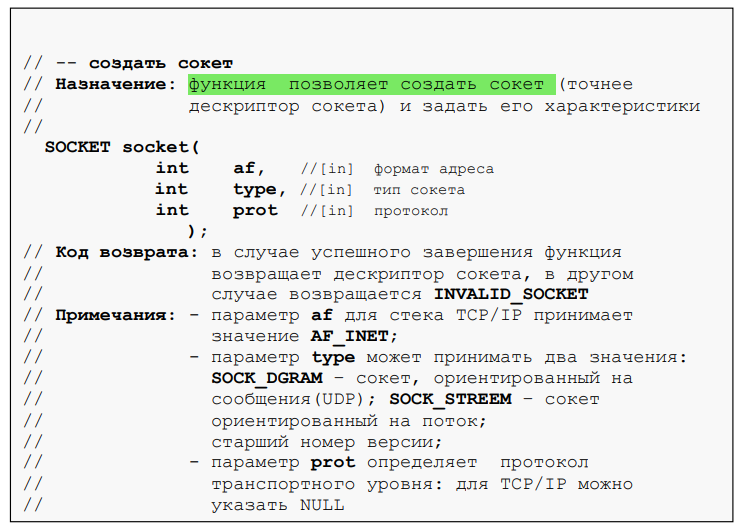 // -- создать сокет
// Назначение: функция  позволяет создать сокет (точнее
//             дескриптор сокета) и задать его характеристики
//
  SOCKET socket(
            int    af,   //[in]  формат адреса
            int    type, //[in]  тип сокета
            int    prot  //[in]  протокол
               );
// Код возврата: в случае успешного завершения функция
//               возвращает дескриптор сокета, в другом
//               случае возвращается INVALID_SOCKET
// Примечания: - параметр af для стека TCP/IP принимает
//               значение AF_INET;
//             - параметр type может принимать два значения:
//               SOCK_DGRAM – сокет, ориентированный на
//               сообщения(UDP); SOCK_STREEM – сокет
//               ориентированный на поток;
//               старший номер версии;
//             - параметр prot определяет  протокол
//               транспортного уровня: для TCP/IP можно
//               указать NULL